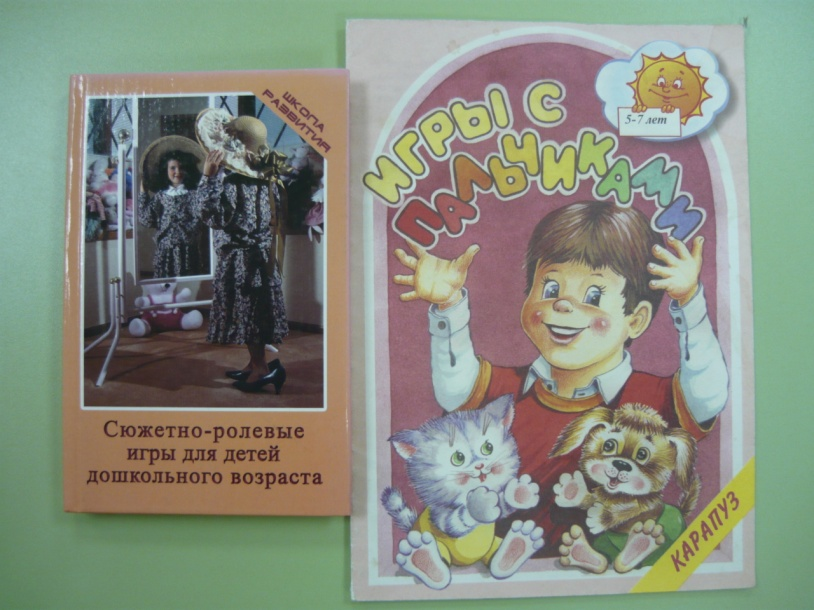 ШКОЛА
РАЗВИТИЯ
Сюжетно-ролевые
игры для детей
дошкольного возраста
5-7 лет
ИГРЫ С
ПАЛЬЧИКАМИ
КАРАПУЗ